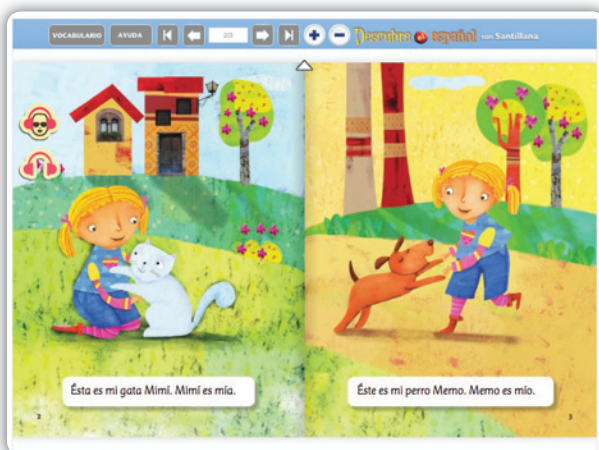 VOCABULARIO AYUDA 2/3 Descubre el español con Santillana
Ésta es mi gata Mimí. Mimí es mía.
Éste es mi perro Memo. Memo es mío.
2
3